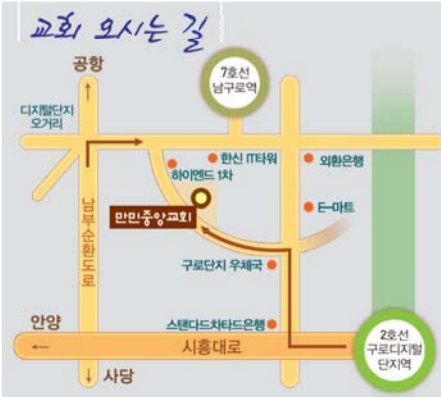 교회 오시는 길
공항
7호선
남구로역
디지털단지
오거리
한신 IT타워
외환은행
하이엔드 1차
E-마트
만민중앙교회
남부순환도로
구로단지 우체국
스탠다드차타드은행
안양
시흥대로
2호선
구로디지털
단지역
사당